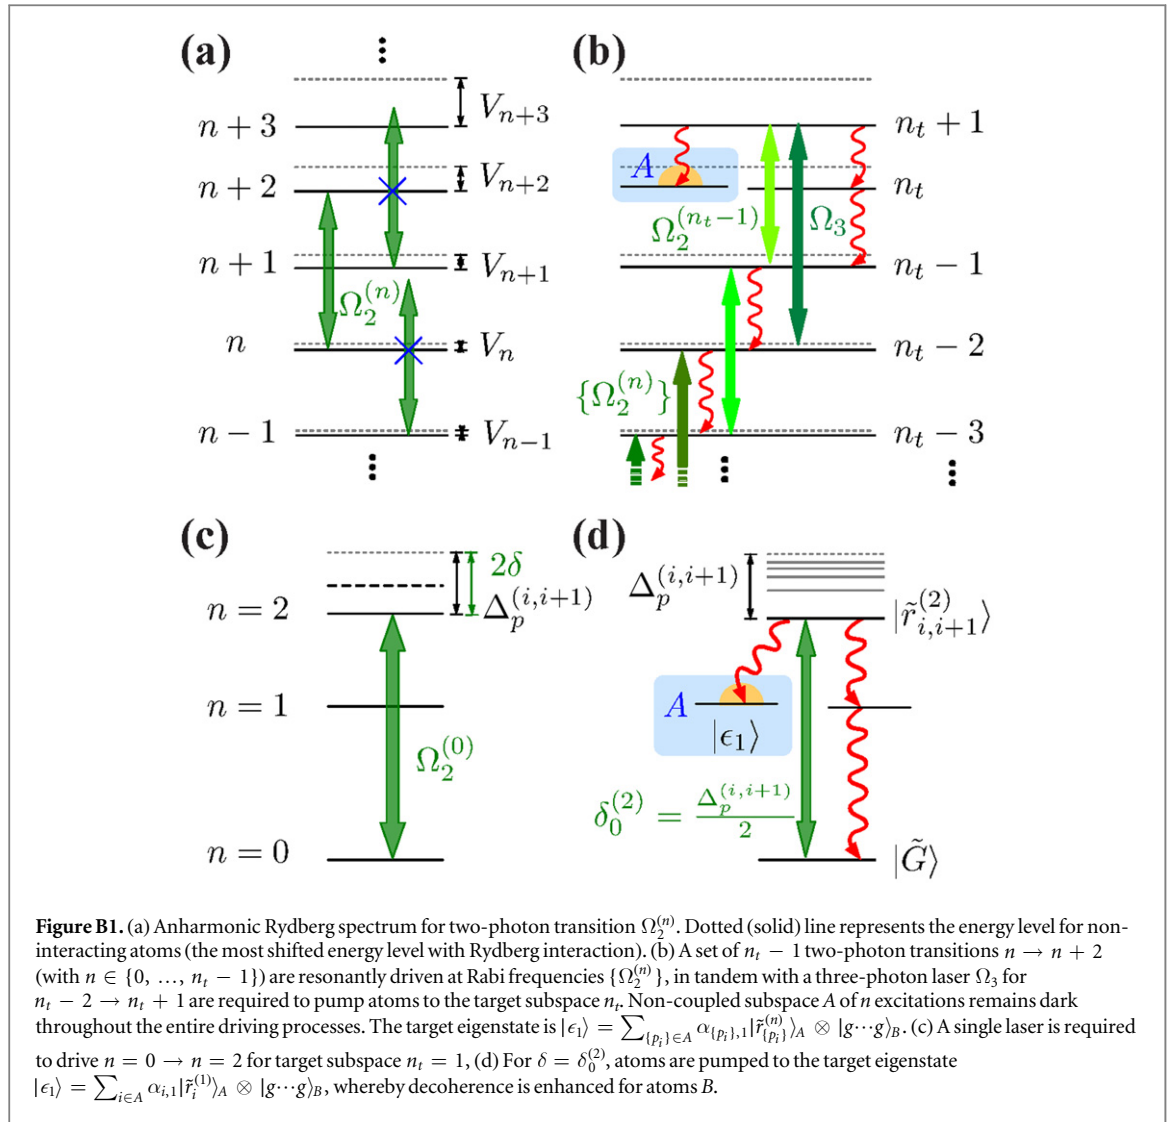 (a)
⋮
n + 3
V_{n+3}
n + 2
V_{n+2}
n + 1
V_{n+1}
Ω_2^{(n)}
n
V_n
n − 1
V_{n−1}
⋮
(b)
n_t + 1
A
n_t
Ω_2^{(n_t−1)}
Ω_3
n_t − 1
n_t − 2
{Ω_2^{(n)}}
n_t − 3
⋮
⋮
(c)
2δ
n = 2
Δ_p^{(i,i+1)}
n = 1
Ω_2^{(0)}
n = 0
(d)
Δ_p^{(i,i+1)}
|r̃_{i,i+1}^{(2)}⟩
A
|ϵ_1⟩
δ_0^{(2)} = Δ_p^{(i,i+1)}/2
|G̃⟩
Figure B1. (a) Anharmonic Rydberg spectrum for two-photon transition Ω_2^{(n)}. Dotted (solid) line represents the energy level for non-
interacting atoms (the most shifted energy level with Rydberg interaction). (b) A set of n_t − 1 two-photon transitions n → n + 2
(with n ∈ {0, …, n_t − 1}) are resonantly driven at Rabi frequencies {Ω_2^{(n)}}, in tandem with a three-photon laser Ω_3 for
n_t − 2 → n_t + 1 are required to pump atoms to the target subspace n_t. Non-coupled subspace A of n excitations remains dark
throughout the entire driving processes. The target eigenstate is |ϵ_1⟩ = ∑_{{p_i}∈A} α_{{p_i},1}|r̃_{{p_i}}^{(n)}⟩_A ⊗ |g⋯g⟩_B. (c) A single laser is required
to drive n = 0 → n = 2 for target subspace n_t = 1, (d) For δ = δ_0^{(2)}, atoms are pumped to the target eigenstate
|ϵ_1⟩ = ∑_{i∈A} α_{i,1}|r̃_i^{(1)}⟩_A ⊗ |g⋯g⟩_B, whereby decoherence is enhanced for atoms B.